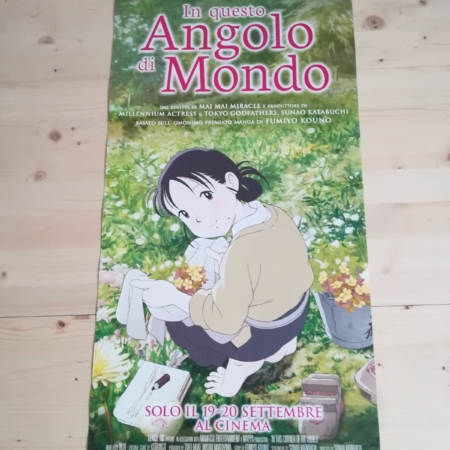 In questo
Angolo
di Mondo
DAL REGISTA DI MAI MAI MIRACLE E PRODUTTORE DI
MILLENNIUM ACTRESS & TOKYO GODFATHERS, SUNAO KATABUCHI
BASATO SULL' OMONIMO PREMIATO MANGA DI FUMIYO KOUNO
SOLO IL 19-20 SETTEMBRE
AL CINEMA